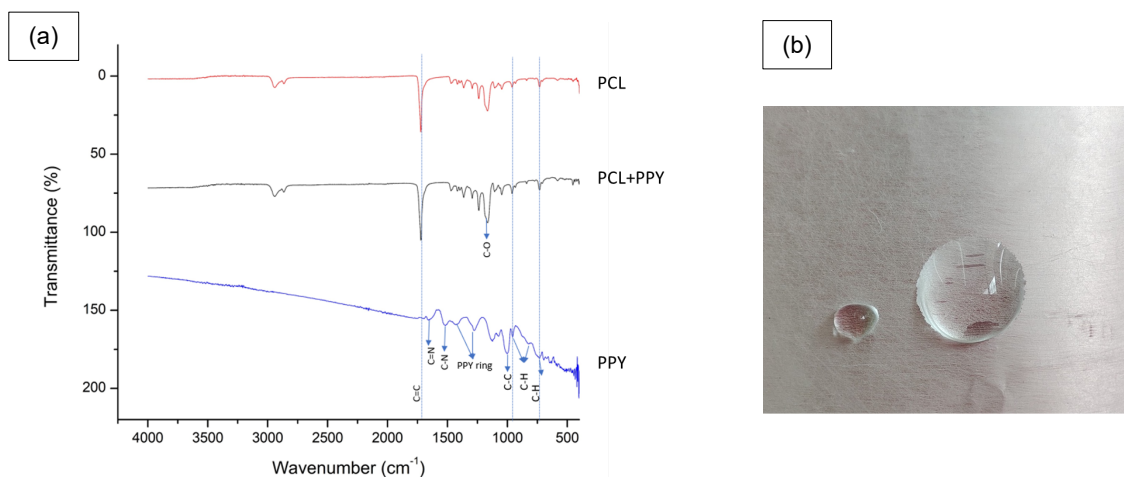 (a)
(b)
0
50
100
150
200
Transmittance (%)
PCL
PCL+PPY
PPY
C-O
C=N
C-N
PPY ring
C=C
C-C
C-H
C-H
4000 3500 3000 2500 2000 1500 1000 500
Wavenumber (cm⁻¹)